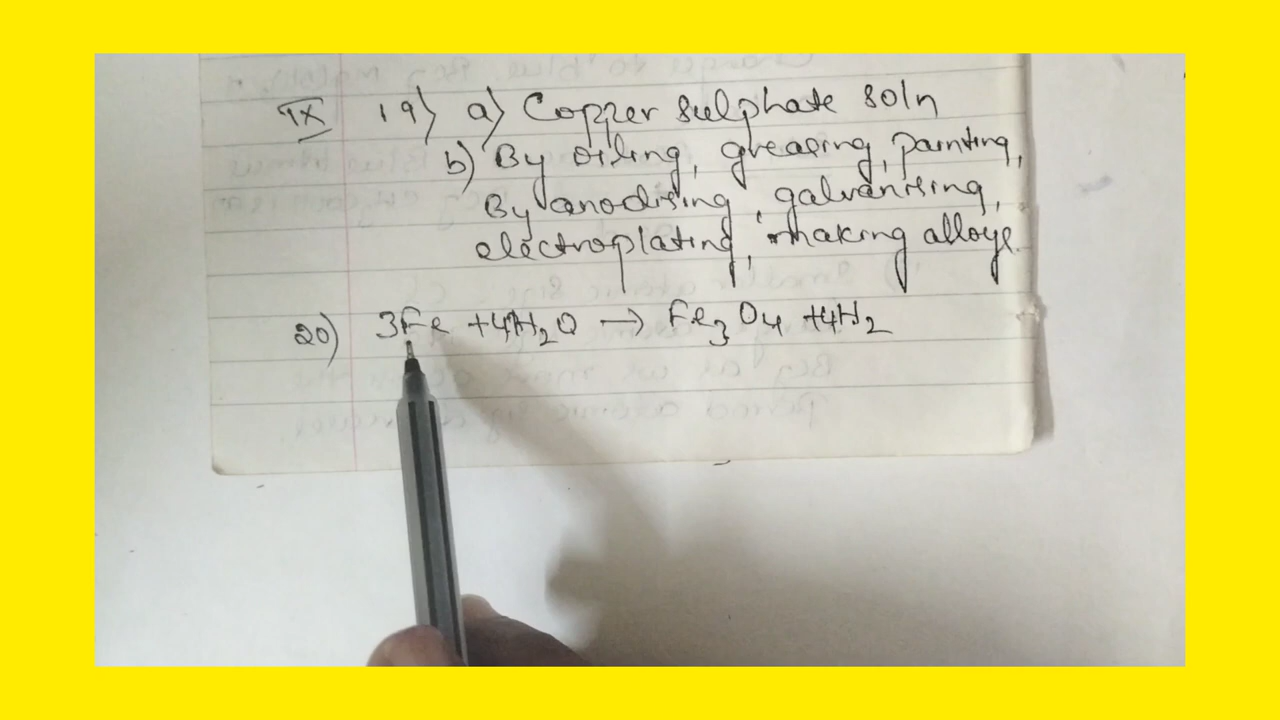 IX 19) a) Copper sulphate soln
b) By oiling, greasing, painting,
By anodising, galvanising,
electroplating, making alloys.
20) 3Fe +4H2O → Fe3O4 +4H2